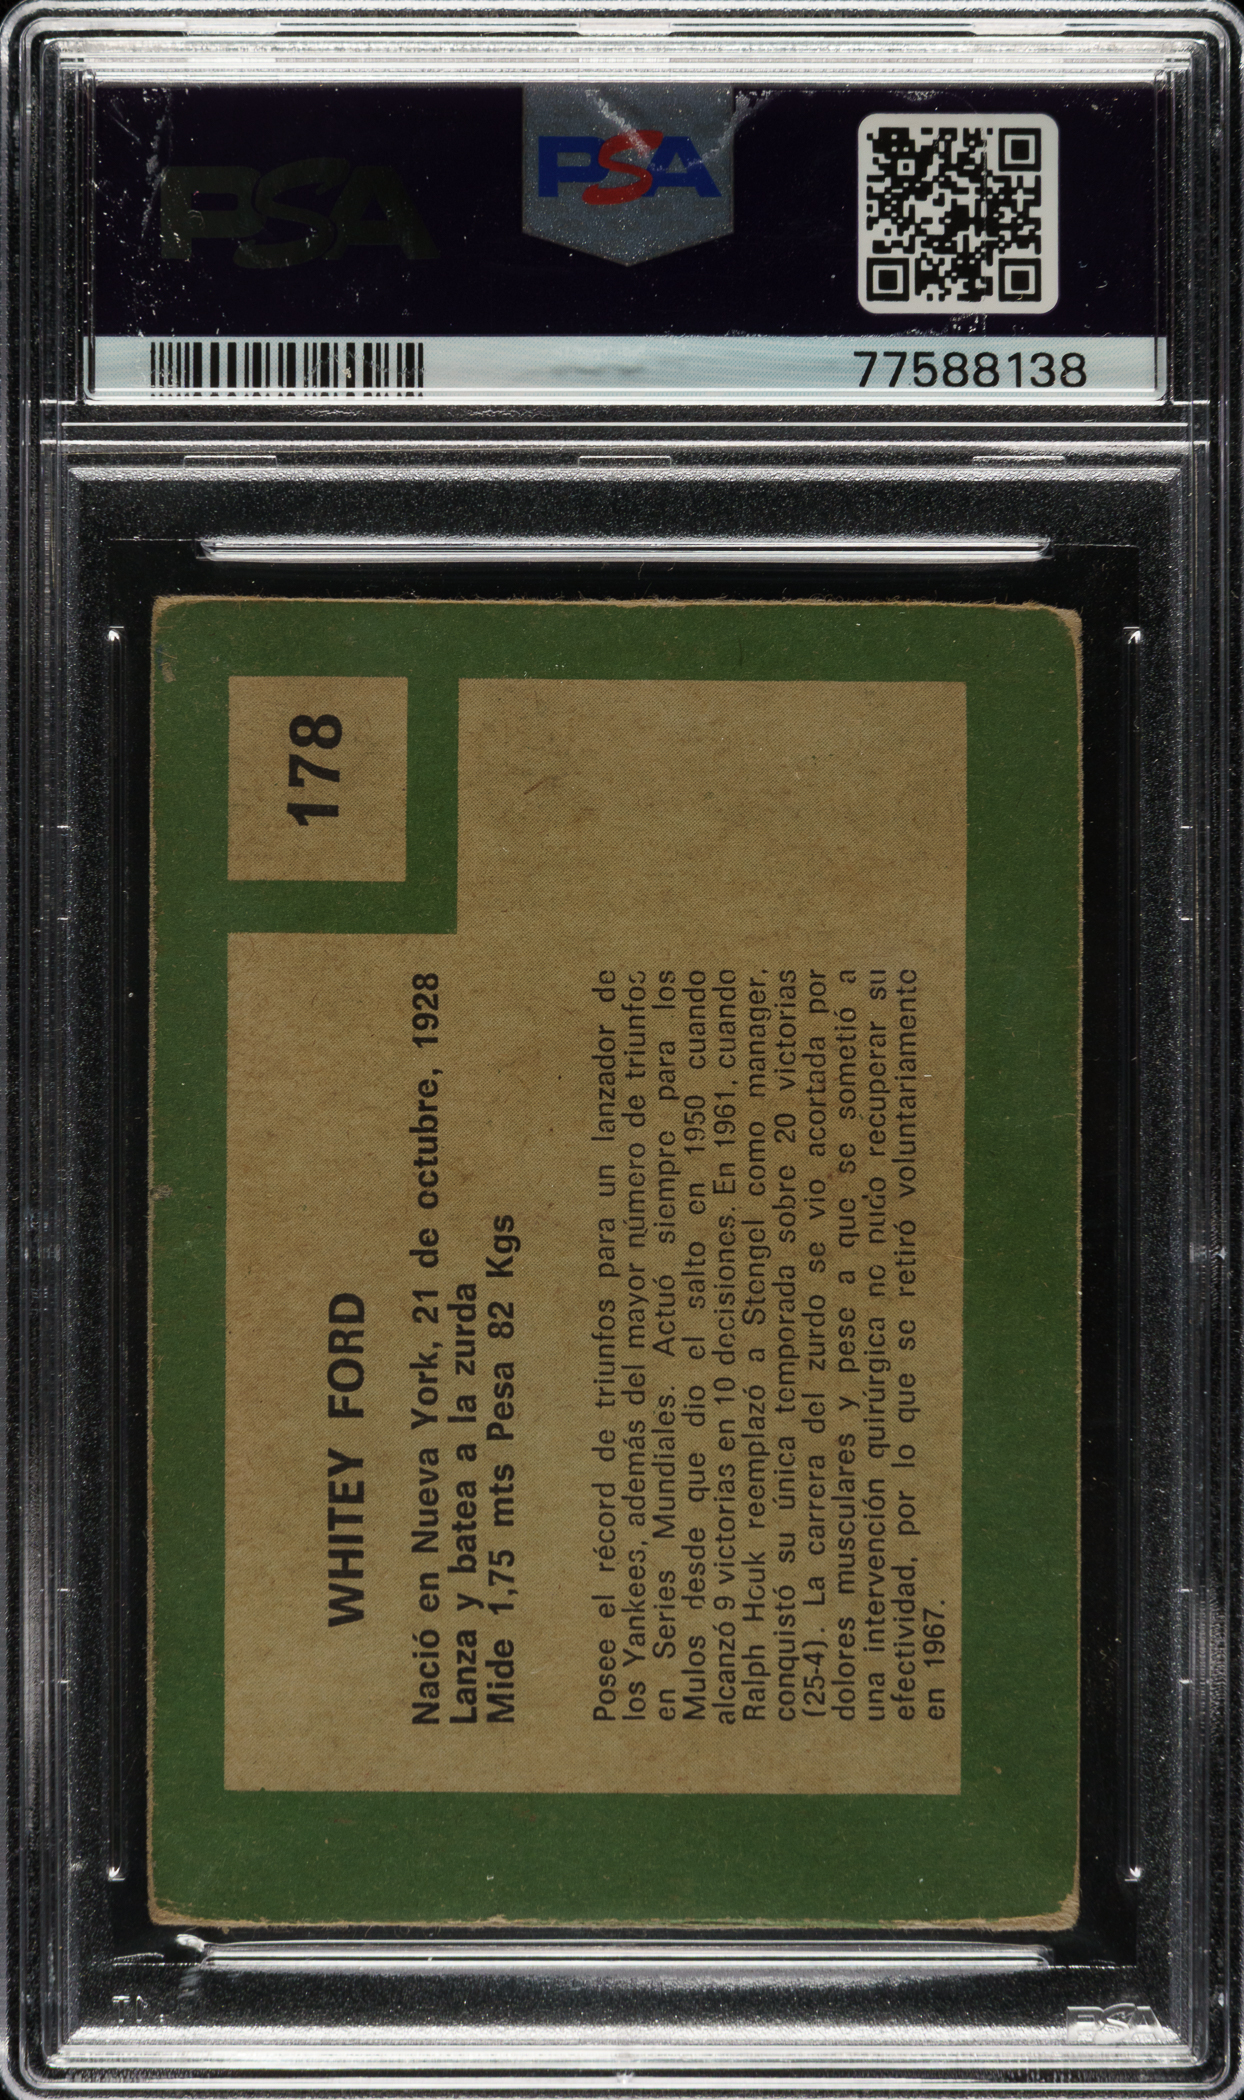 PSA
PSA
77588138
178
WHITEY FORD
Nació en Nueva York, 21 de octubre, 1928
Lanza y batea a la zurda
Mide 1,75 mts Pesa 82 Kgs
Posee el récord de triunfos para un lanzador de
los Yankees, además del mayor número de triunfos
en Series Mundiales. Actuó siempre para los
Mulos desde que dio el salto en 1950 cuando
alcanzó 9 victorias en 10 decisiones. En 1961, cuando
Ralph Houk reemplazó a Stengel como manager,
conquistó su única temporada sobre 20 victorias
(25-4). La carrera del zurdo se vio acortada por
dolores musculares y pese a que se sometió a
una intervención quirúrgica no pudo recuperar su
efectividad, por lo que se retiró voluntariamente
en 1967.
PSA